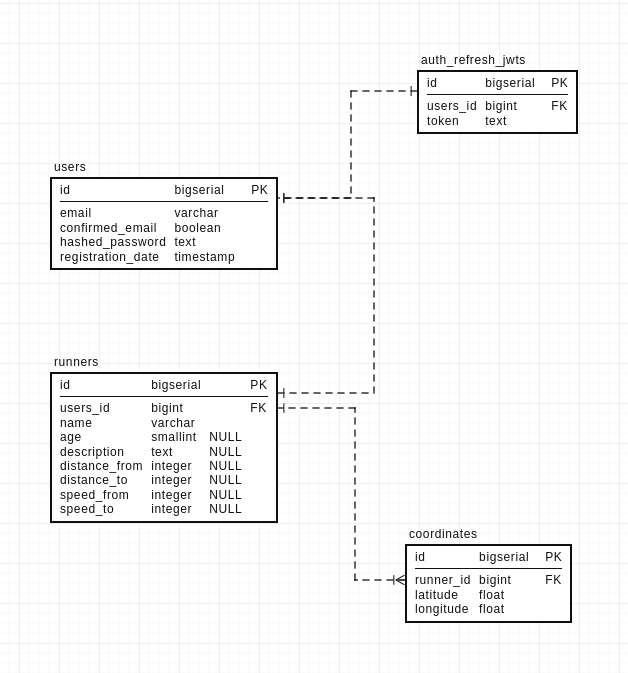 auth_refresh_jwts
id bigserial PK
users_id bigint FK
token text
users
id bigserial PK
email varchar
confirmed_email boolean
hashed_password text
registration_date timestamp
runners
id bigserial PK
users_id bigint FK
name varchar
age smallint NULL
description text NULL
distance_from integer NULL
distance_to integer NULL
speed_from integer NULL
speed_to integer NULL
coordinates
id bigserial PK
runner_id bigint FK
latitude float
longitude float